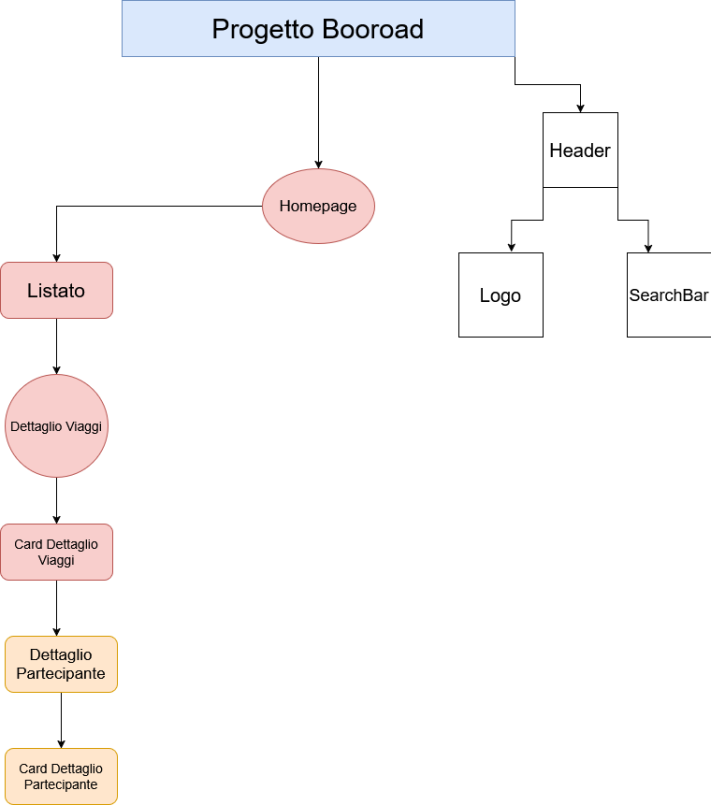 Progetto Booroad
Header
Homepage
Listato
Logo
SearchBar
Dettaglio Viaggi
Card Dettaglio
Viaggi
Dettaglio
Partecipante
Card Dettaglio
Partecipante